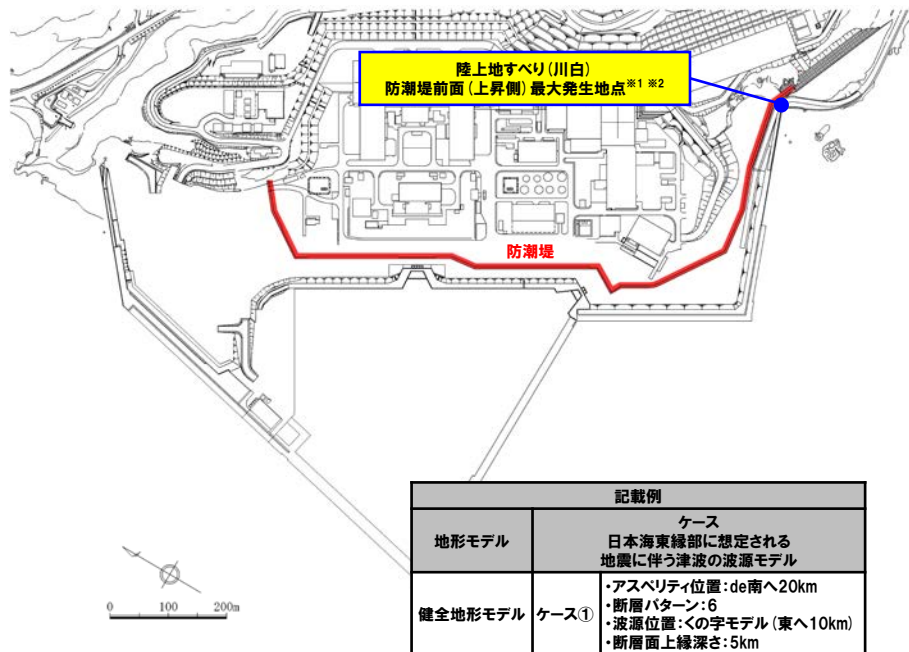 陸上地すべり(川白)
防潮堤前面(上昇側)最大発生地点※1 ※2
防潮堤
0 100 200m
記載例
地形モデル
ケース
日本海東縁部に想定される
地震に伴う津波の波源モデル
健全地形モデル
ケース①
・アスペリティ位置:de南へ20km
・断層パターン:6
・波源位置:くの字モデル(東へ10km)
・断層面上縁深さ:5km